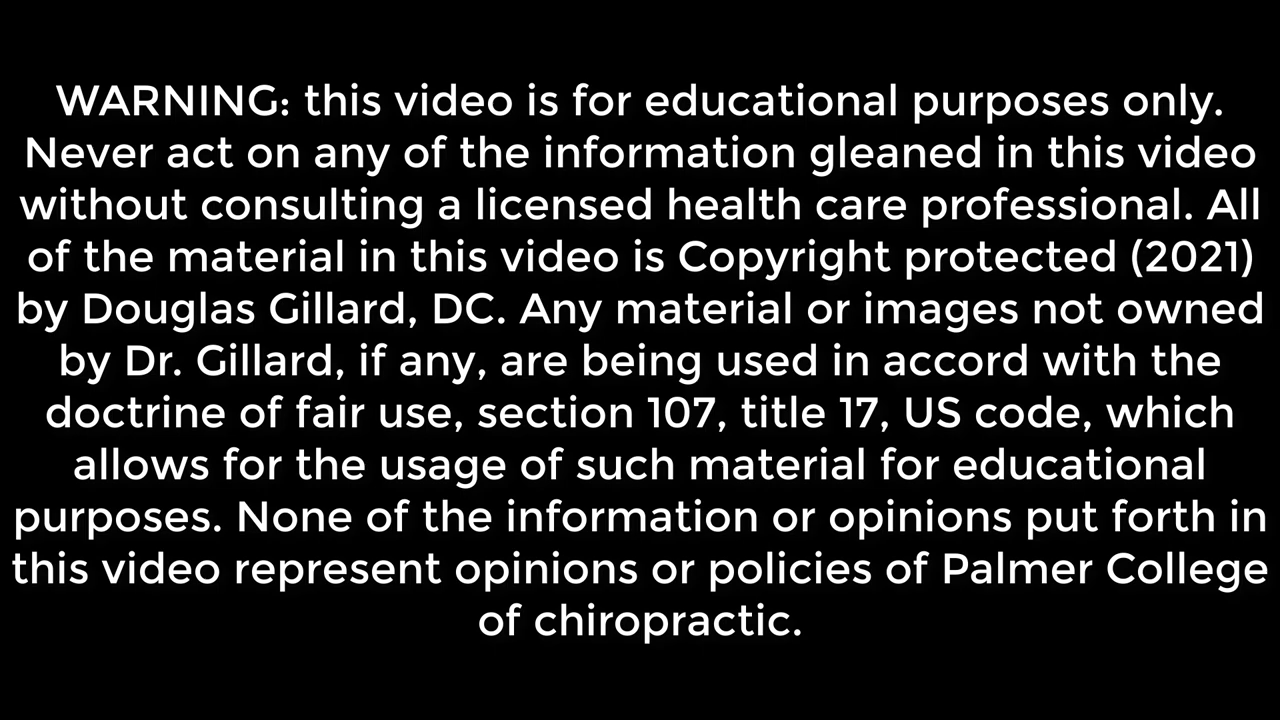 WARNING: this video is for educational purposes only.
Never act on any of the information gleaned in this video
without consulting a licensed health care professional. All
of the material in this video is Copyright protected (2021)
by Douglas Gillard, DC. Any material or images not owned
by Dr. Gillard, if any, are being used in accord with the
doctrine of fair use, section 107, title 17, US code, which
allows for the usage of such material for educational
purposes. None of the information or opinions put forth in
this video represent opinions or policies of Palmer College
of chiropractic.